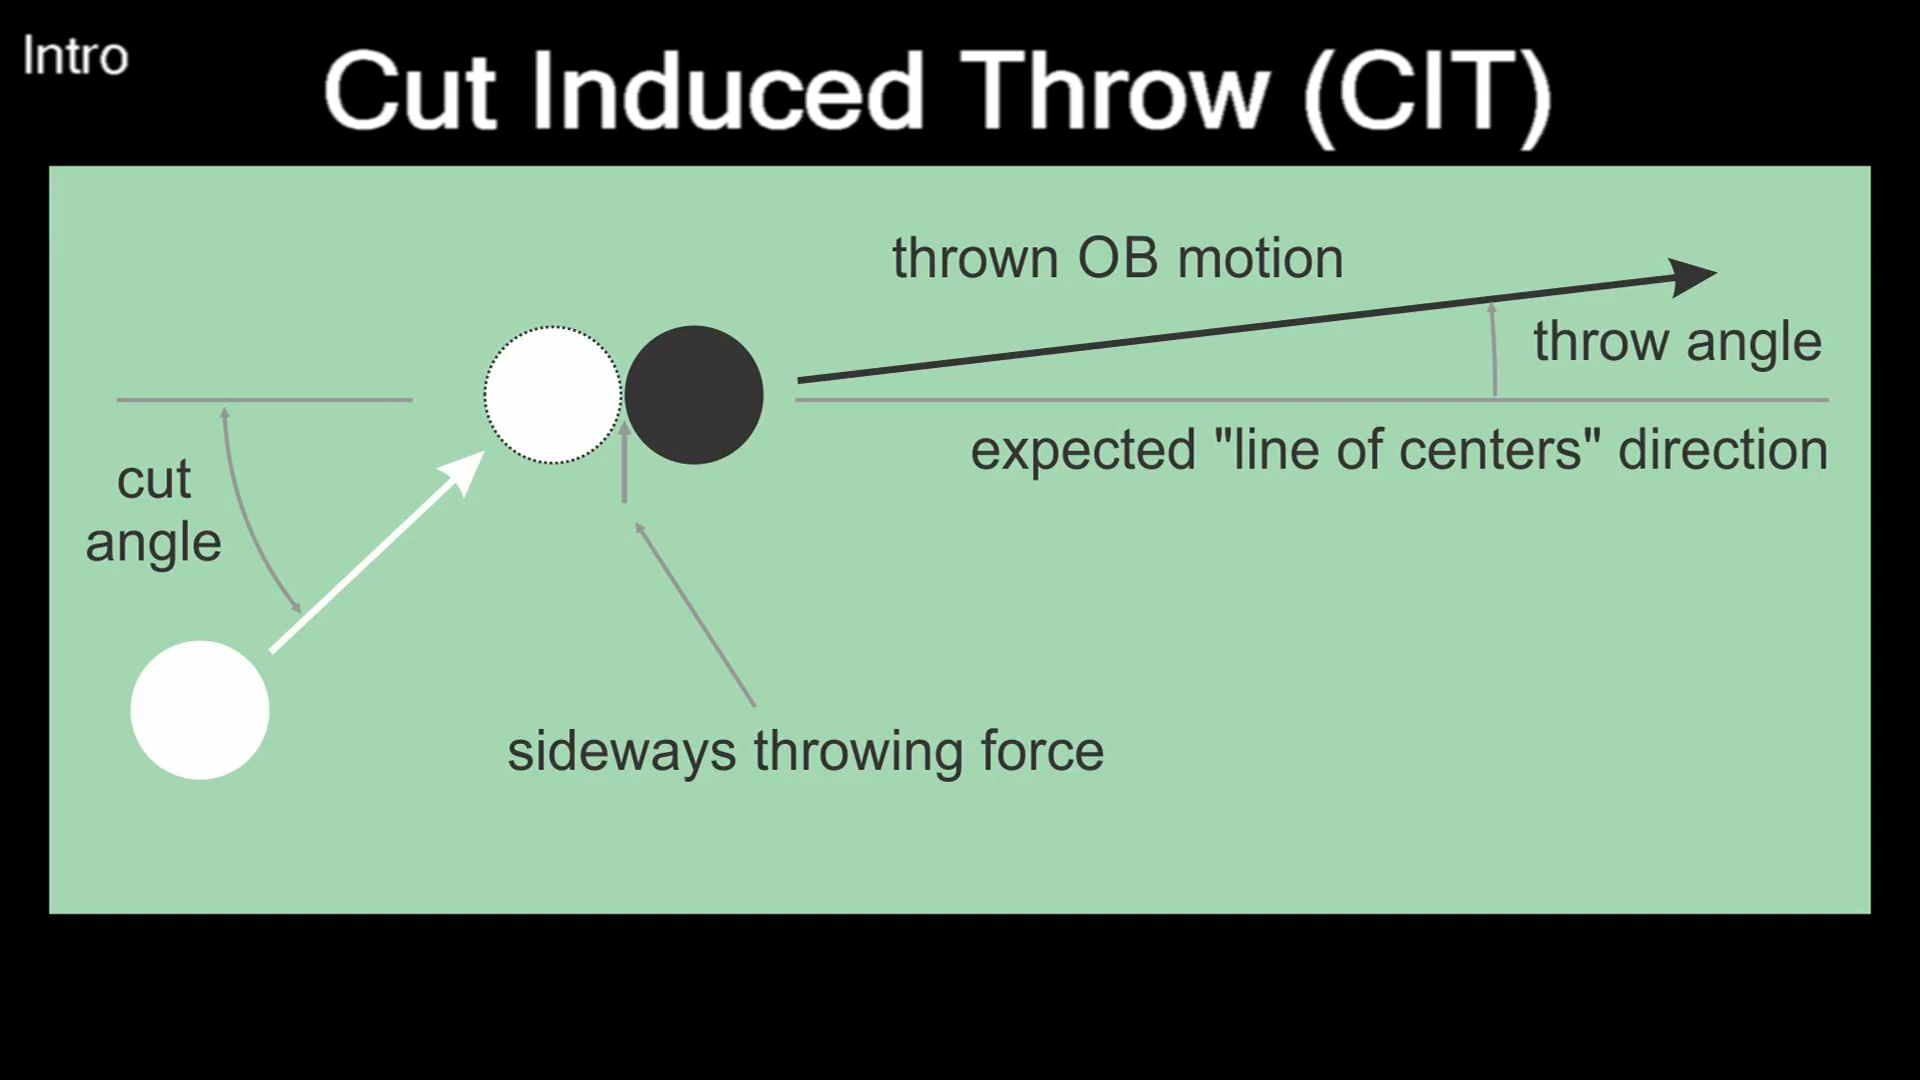 Intro
Cut Induced Throw (CIT)
thrown OB motion
throw angle
expected "line of centers" direction
cut
angle
sideways throwing force